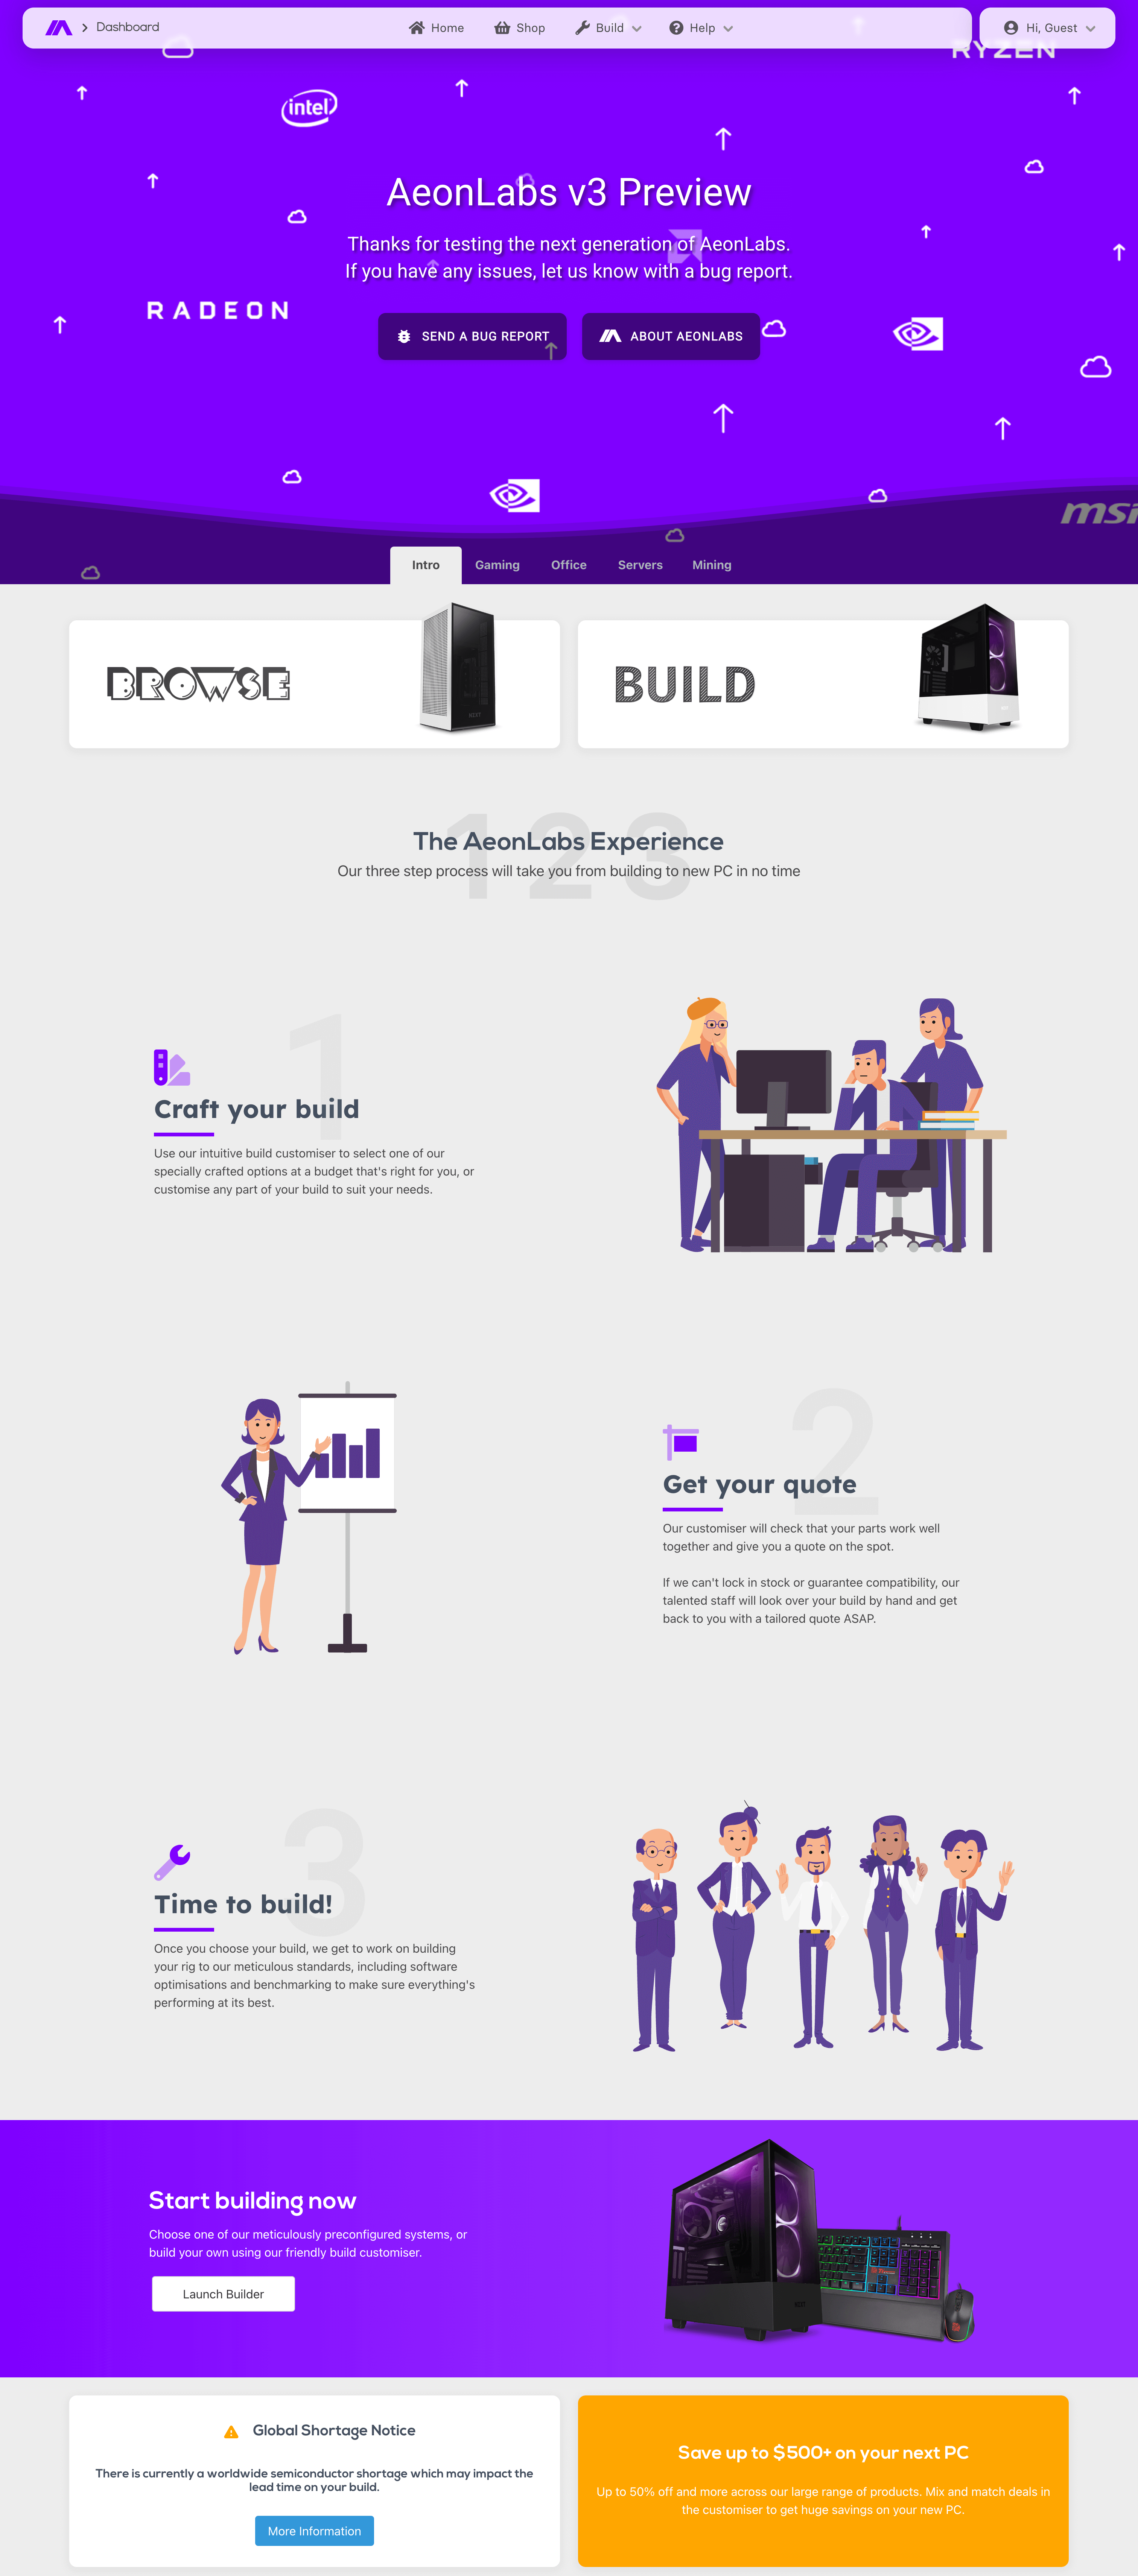 Dashboard
Home
Shop
Build
Help
Hi, Guest
RYZEN
intel
AeonLabs v3 Preview
Thanks for testing the next generation of AeonLabs.
If you have any issues, let us know with a bug report.
RADEON
SEND A BUG REPORT
ABOUT AEONLABS
msi
Intro
Gaming
Office
Servers
Mining
BROWSE
NZXT
BUILD
1 2 3
The AeonLabs Experience
Our three step process will take you from building to new PC in no time
1
Craft your build
Use our intuitive build customiser to select one of our
specially crafted options at a budget that's right for you, or
customise any part of your build to suit your needs.
2
Get your quote
Our customiser will check that your parts work well
together and give you a quote on the spot.
If we can't lock in stock or guarantee compatibility, our
talented staff will look over your build by hand and get
back to you with a tailored quote ASAP.
3
Time to build!
Once you choose your build, we get to work on building
your rig to our meticulous standards, including software
optimisations and benchmarking to make sure everything's
performing at its best.
Start building now
Choose one of our meticulously preconfigured systems, or
build your own using our friendly build customiser.
Launch Builder
Global Shortage Notice
There is currently a worldwide semiconductor shortage which may impact the
lead time on your build.
More Information
Save up to $500+ on your next PC
Up to 50% off and more across our large range of products. Mix and match deals in
the customiser to get huge savings on your new PC.